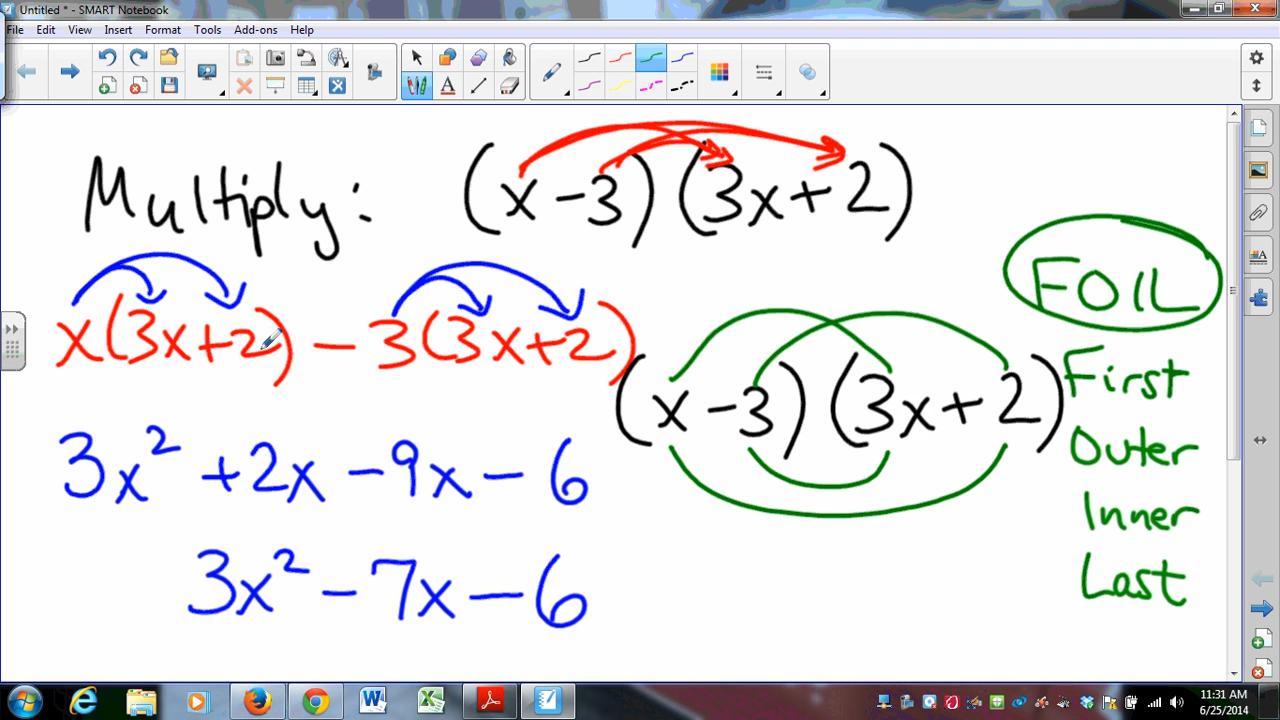 Untitled * - SMART Notebook
File Edit View Insert Format Tools Add-ons Help
Multiply: (x-3)(3x+2)
x(3x+2) - 3(3x+2)
3x² +2x -9x - 6
3x² - 7x - 6
(x-3)(3x+2)
FOIL
First
Outer
Inner
Last
11:31 AM
6/25/2014